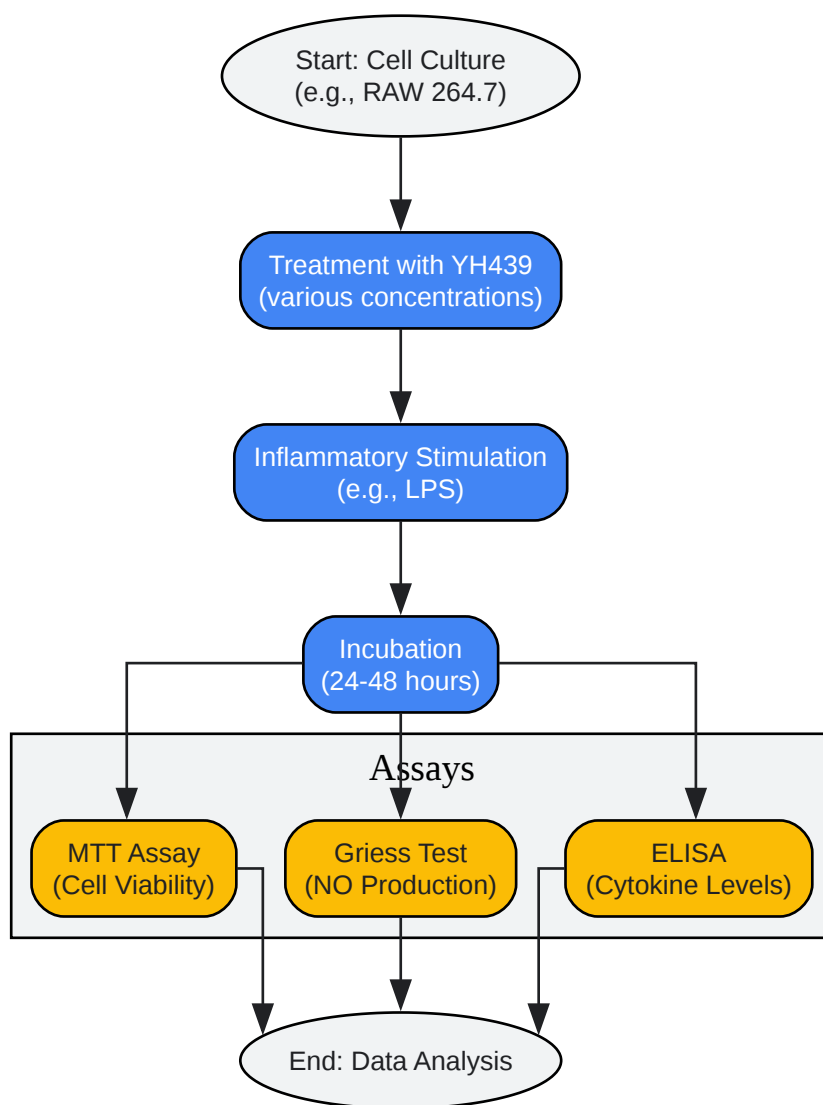 Start: Cell Culture
(e.g., RAW 264.7)
Treatment with YH439
(various concentrations)
Inflammatory Stimulation
(e.g., LPS)
Incubation
(24-48 hours)
Assays
MTT Assay
(Cell Viability)
Griess Test
(NO Production)
ELISA
(Cytokine Levels)
End: Data Analysis